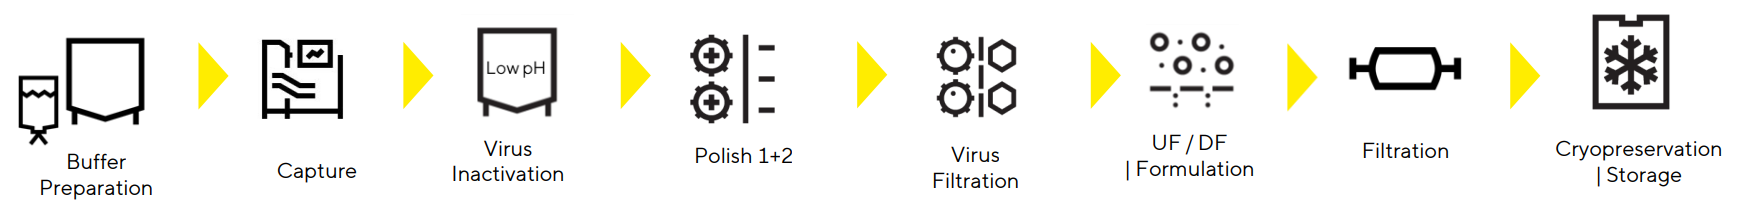 Buffer
Preparation
Capture
Low pH
Virus
Inactivation
Polish 1+2
Virus
Filtration
UF / DF
| Formulation
Filtration
Cryopreservation
| Storage